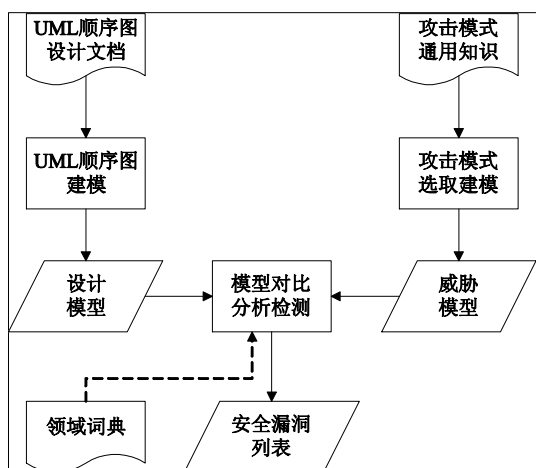 UML顺序图
设计文档
攻击模式
通用知识
UML顺序图
建模
攻击模式
选取建模
设计
模型
模型对比
分析检测
威胁
模型
领域词典
安全漏洞
列表